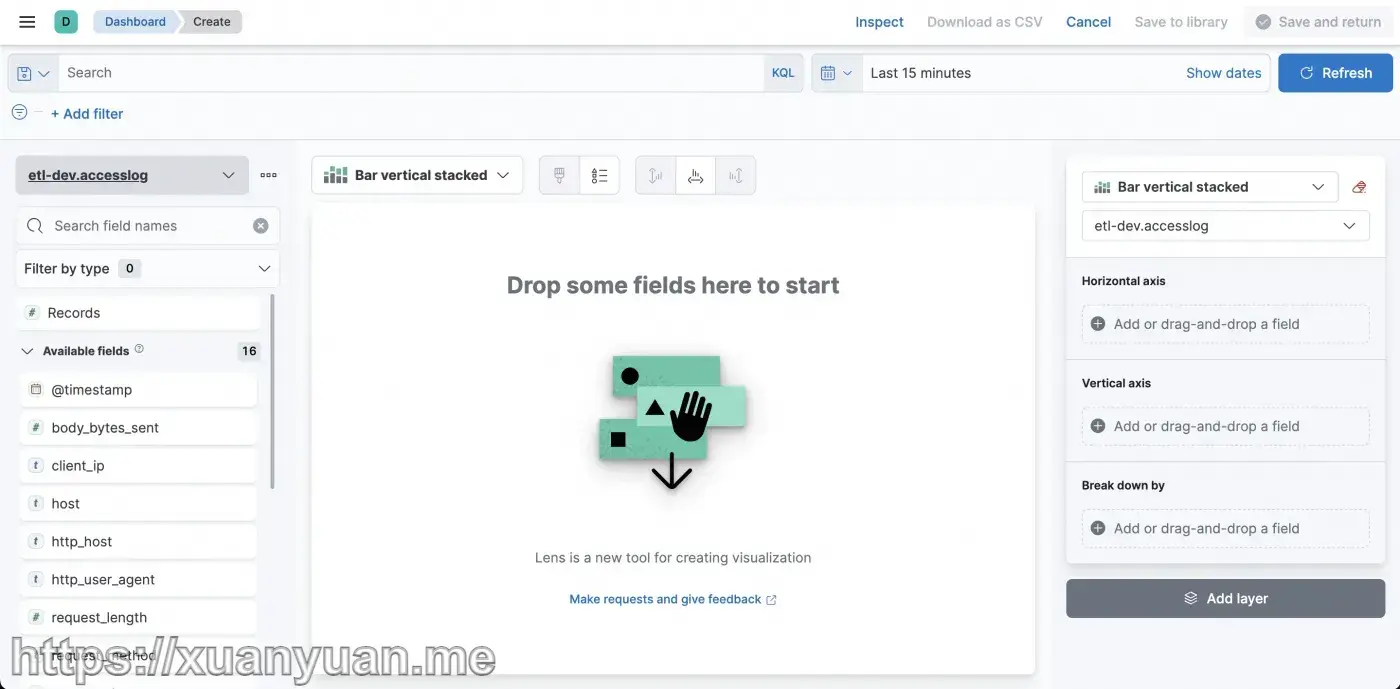 D Dashboard Create Inspect Download as CSV Cancel Save to library Save and return
Search KQL Last 15 minutes Show dates Refresh
+ Add filter
etl-dev.accesslog
Bar vertical stacked
Search field names
Filter by type 0
# Records
Available fields 16
@timestamp
# body_bytes_sent
t client_ip
t host
t http_host
t http_user_agent
# request_length
request_method
Drop some fields here to start
Lens is a new tool for creating visualization
Make requests and give feedback
Bar vertical stacked
etl-dev.accesslog
Horizontal axis
Add or drag-and-drop a field
Vertical axis
Add or drag-and-drop a field
Break down by
Add or drag-and-drop a field
Add layer
https://xuanyuan.me